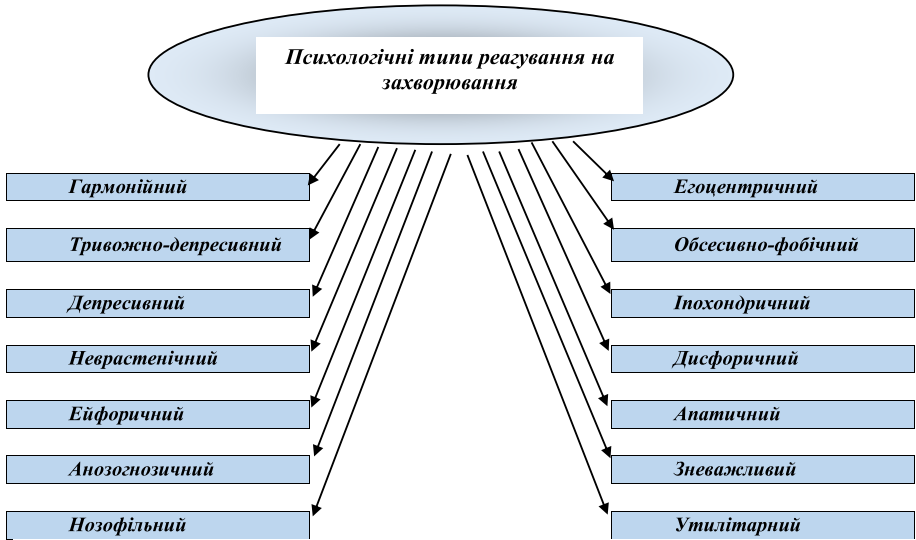 Психологічні типи реагування на
захворювання
Гармонійний
Тривожно-депресивний
Депресивний
Неврастенічний
Ейфоричний
Анозогнозичний
Нозофільний
Егоцентричний
Обсесивно-фобічний
Іпохондричний
Дисфоричний
Апатичний
Зневажливий
Утилітарний